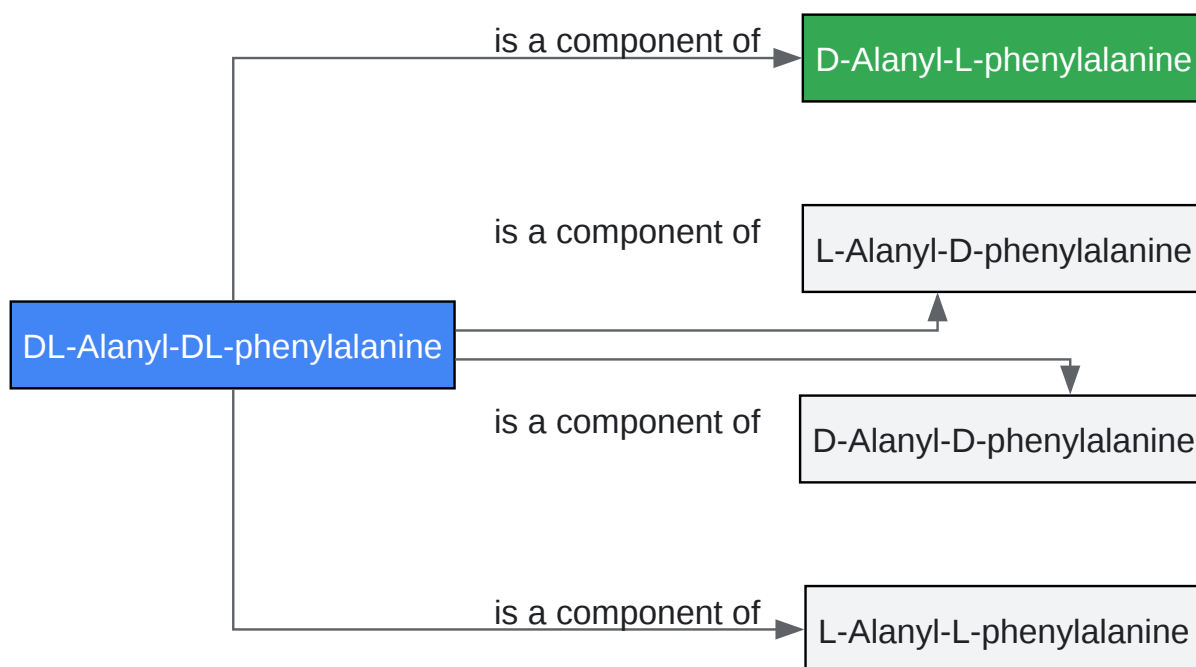 is a component of
D-Alanyl-L-phenylalanine
is a component of
L-Alanyl-D-phenylalanine
DL-Alanyl-DL-phenylalanine
is a component of
D-Alanyl-D-phenylalanine
is a component of
L-Alanyl-L-phenylalanine